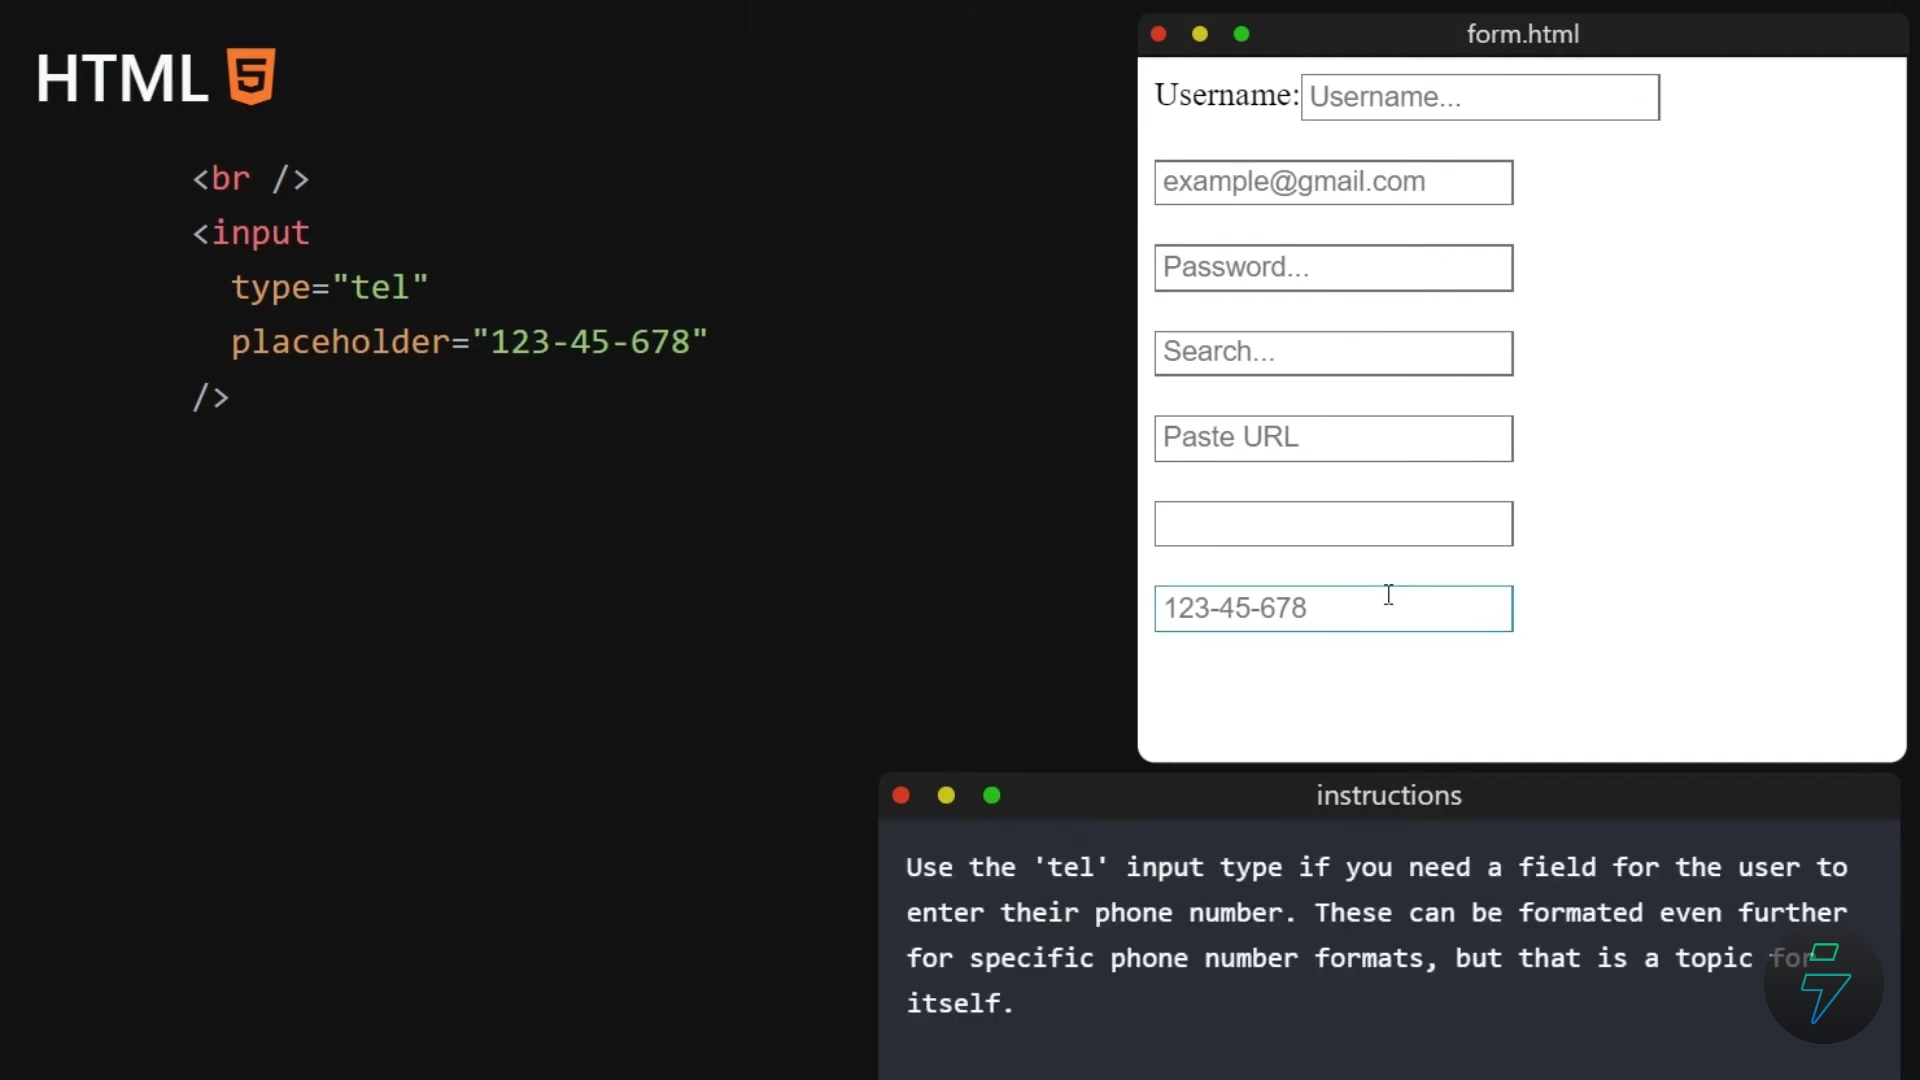 HTML 5
<br />
<input
type="tel"
placeholder="123-45-678"
/>
form.html
Username: Username...
example@gmail.com
Password...
Search...
Paste URL
123-45-678
instructions
Use the 'tel' input type if you need a field for the user to
enter their phone number. These can be formated even further
for specific phone number formats, but that is a topic for
itself.